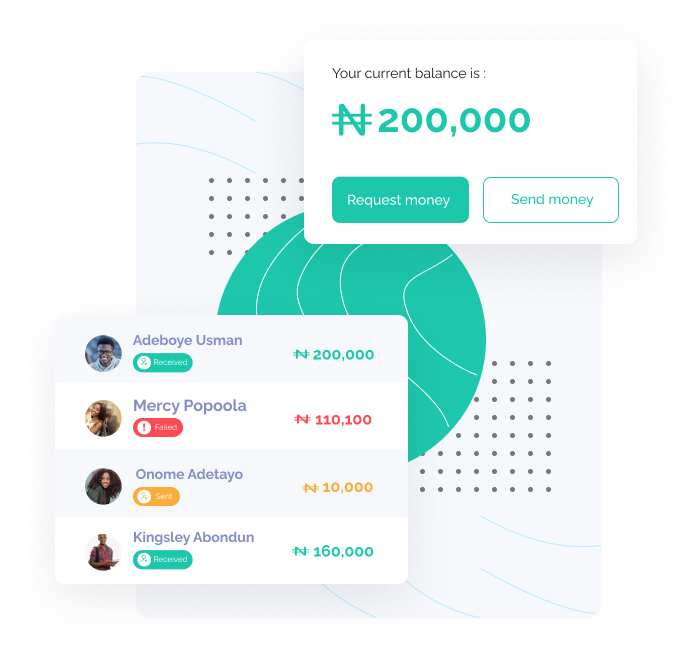 Your current balance is :
₦ 200,000
Request money
Send money
Adeboye Usman
Received
₦ 200,000
Mercy Popoola
! Failed
₦ 110,100
Onome Adetayo
Sent
₦ 10,000
Kingsley Abondun
Received
₦ 160,000